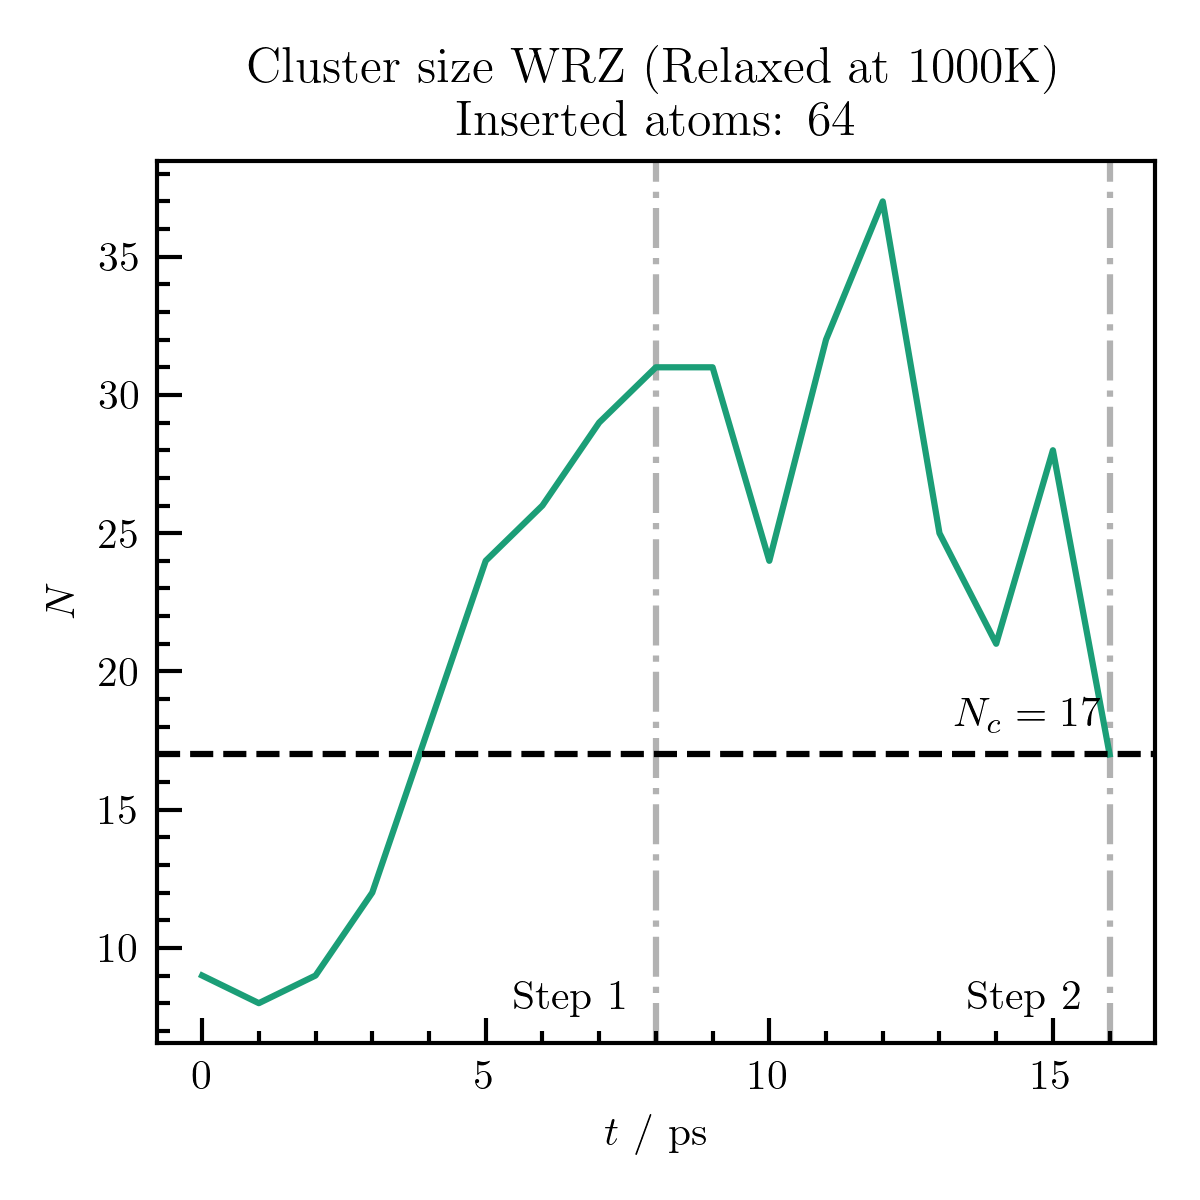 Cluster size WRZ (Relaxed at 1000K)
Inserted atoms: 64
35
30
25
20
15
10
N
N_c = 17
Step 1
Step 2
0 5 10 15
t / ps